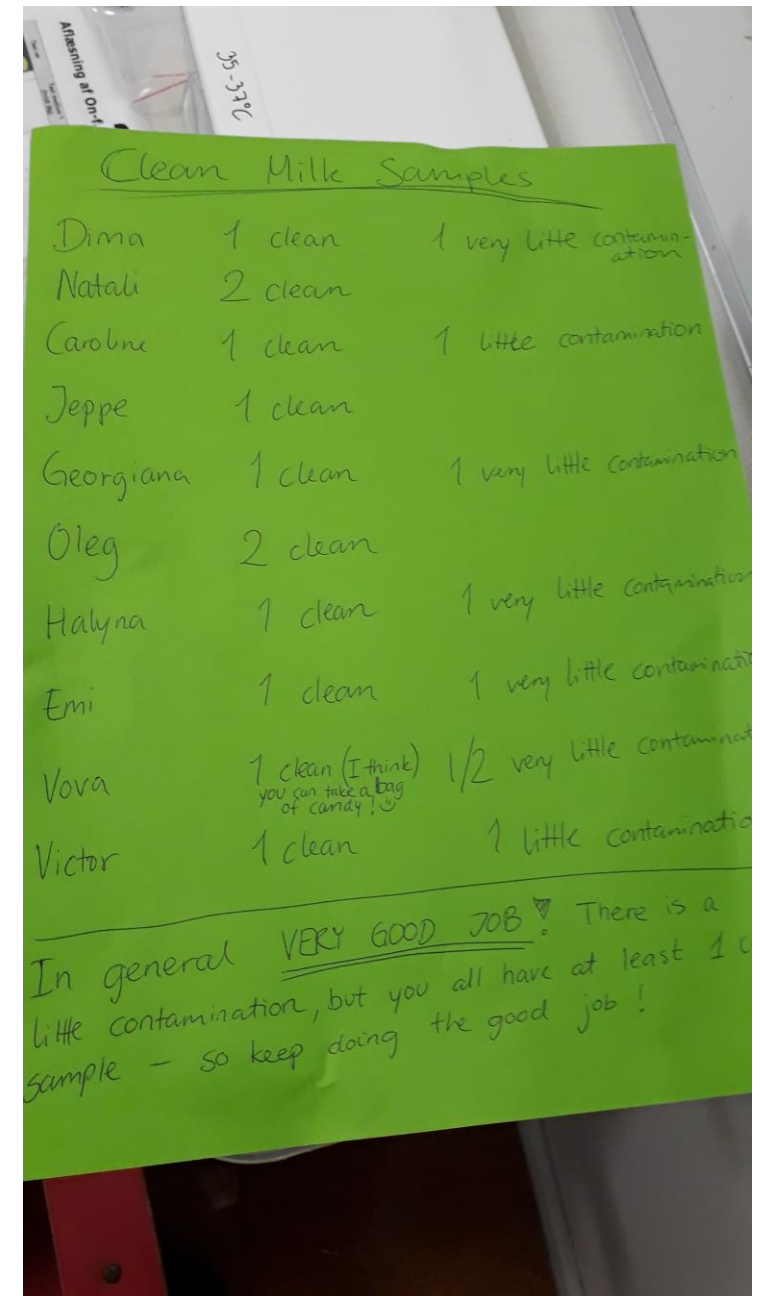 Aflæsning af On-f
35-37°C
Clean Milk Samples
Dima 1 clean 1 very little contamin-
ation
Natali 2 clean
Caroline 1 clean 1 little contamination
Jeppe 1 clean
Georgiana 1 clean 1 very little contamination
Oleg 2 clean
Halyna 1 clean 1 very little contamination
Emi 1 clean 1 very little contaminatio
Vova 1 clean (I think) 1/2 very little contaminat
you can take a bag
of candy!
Victor 1 clean 1 little contaminatio
In general VERY GOOD JOB! There is a
little contamination, but you all have at least 1 c
sample – so keep doing the good job!